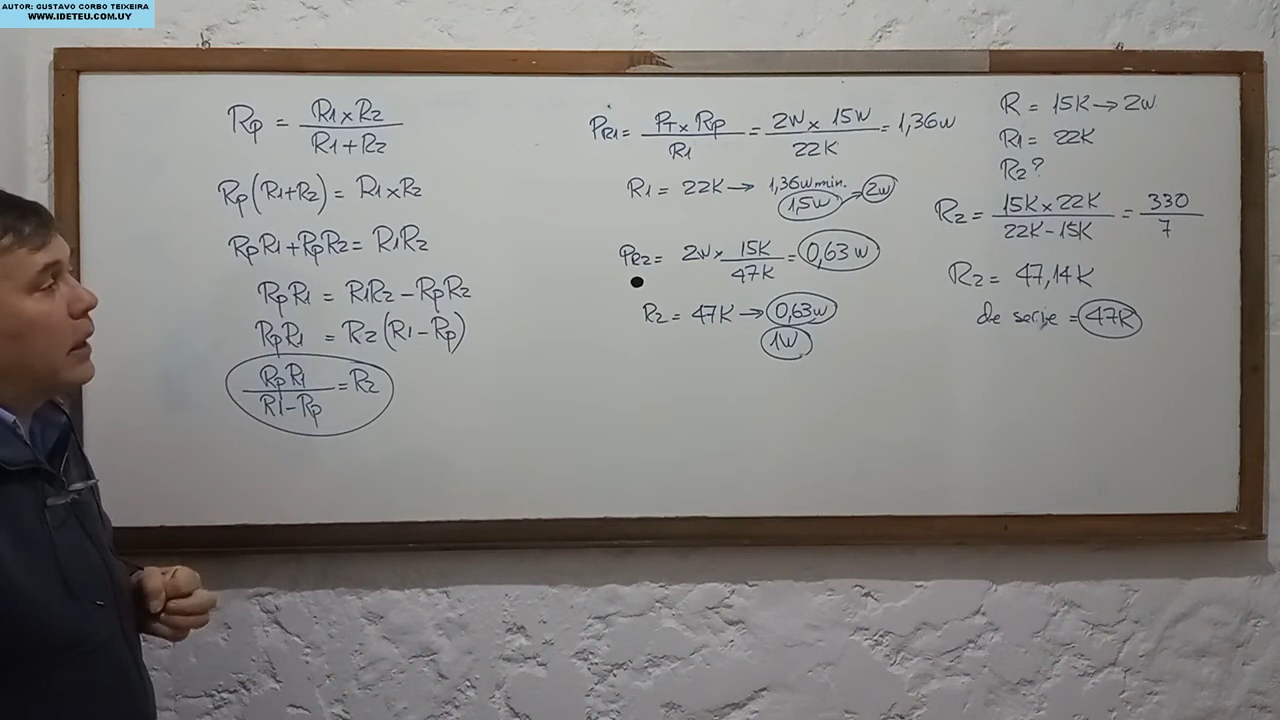 AUTOR: GUSTAVO CORBO TEIXEIRA
WWW.IDETEU.COM.UY
Rp = R1 x R2 / R1 + R2
Rp(R1+R2) = R1 x R2
RpR1 + RpR2 = R1R2
RpR1 = R1R2 - RpR2
RpR1 = R2(R1 - Rp)
RpR1 / R1 - Rp = R2
PR1 = PT x Rp / R1 = 2W x 15W / 22K = 1,36W
R1 = 22K → 1,36W min.
1,5W → 2W
PR2 = 2W x 15K / 47K = 0,63W
R2 = 47K → 0,63W
1W
R = 15K → 2W
R1 = 22K
R2?
R2 = 15K x 22K / 22K - 15K = 330 / 7
R2 = 47,14K
de serie = 47K